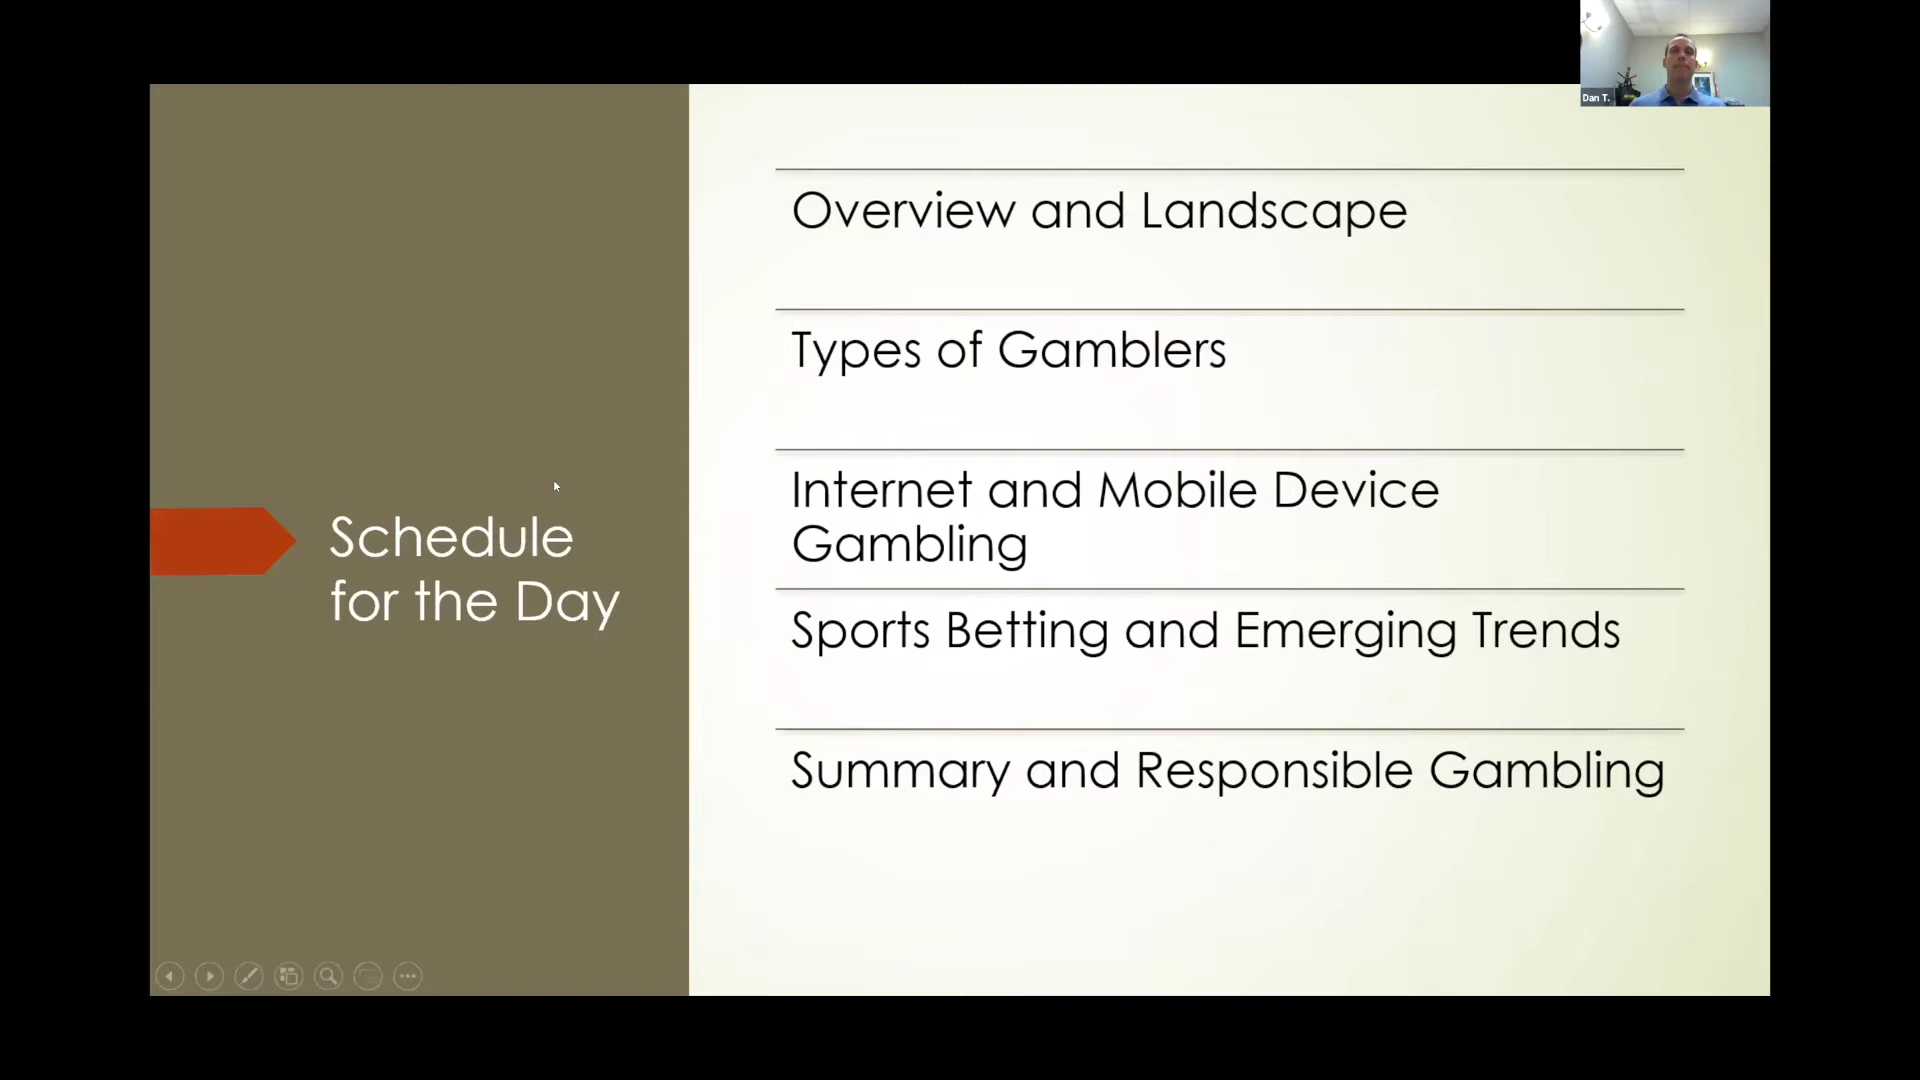 Dan T.
Schedule
for the Day
Overview and Landscape
Types of Gamblers
Internet and Mobile Device
Gambling
Sports Betting and Emerging Trends
Summary and Responsible Gambling